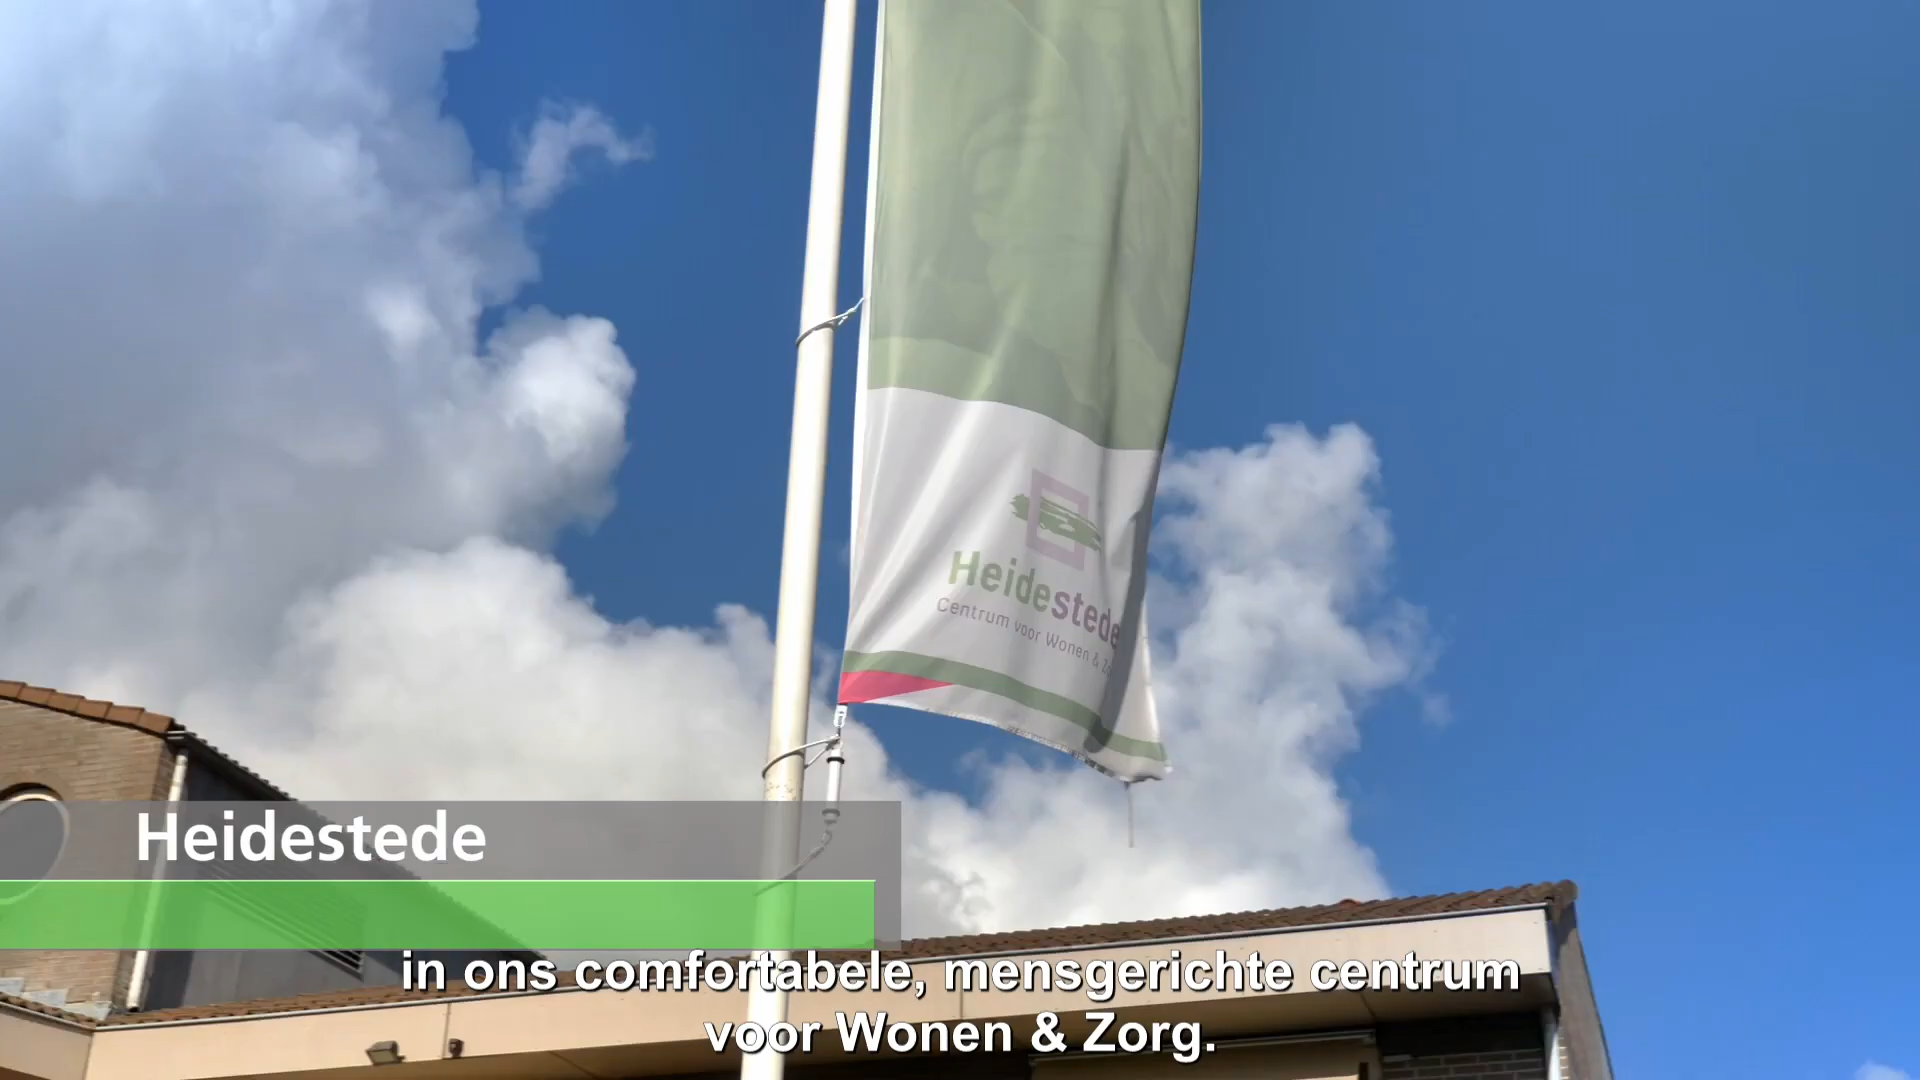 Heidestede
Centrum voor Wonen &
Heidestede
in ons comfortabele, mensgerichte centrum
voor Wonen & Zorg.